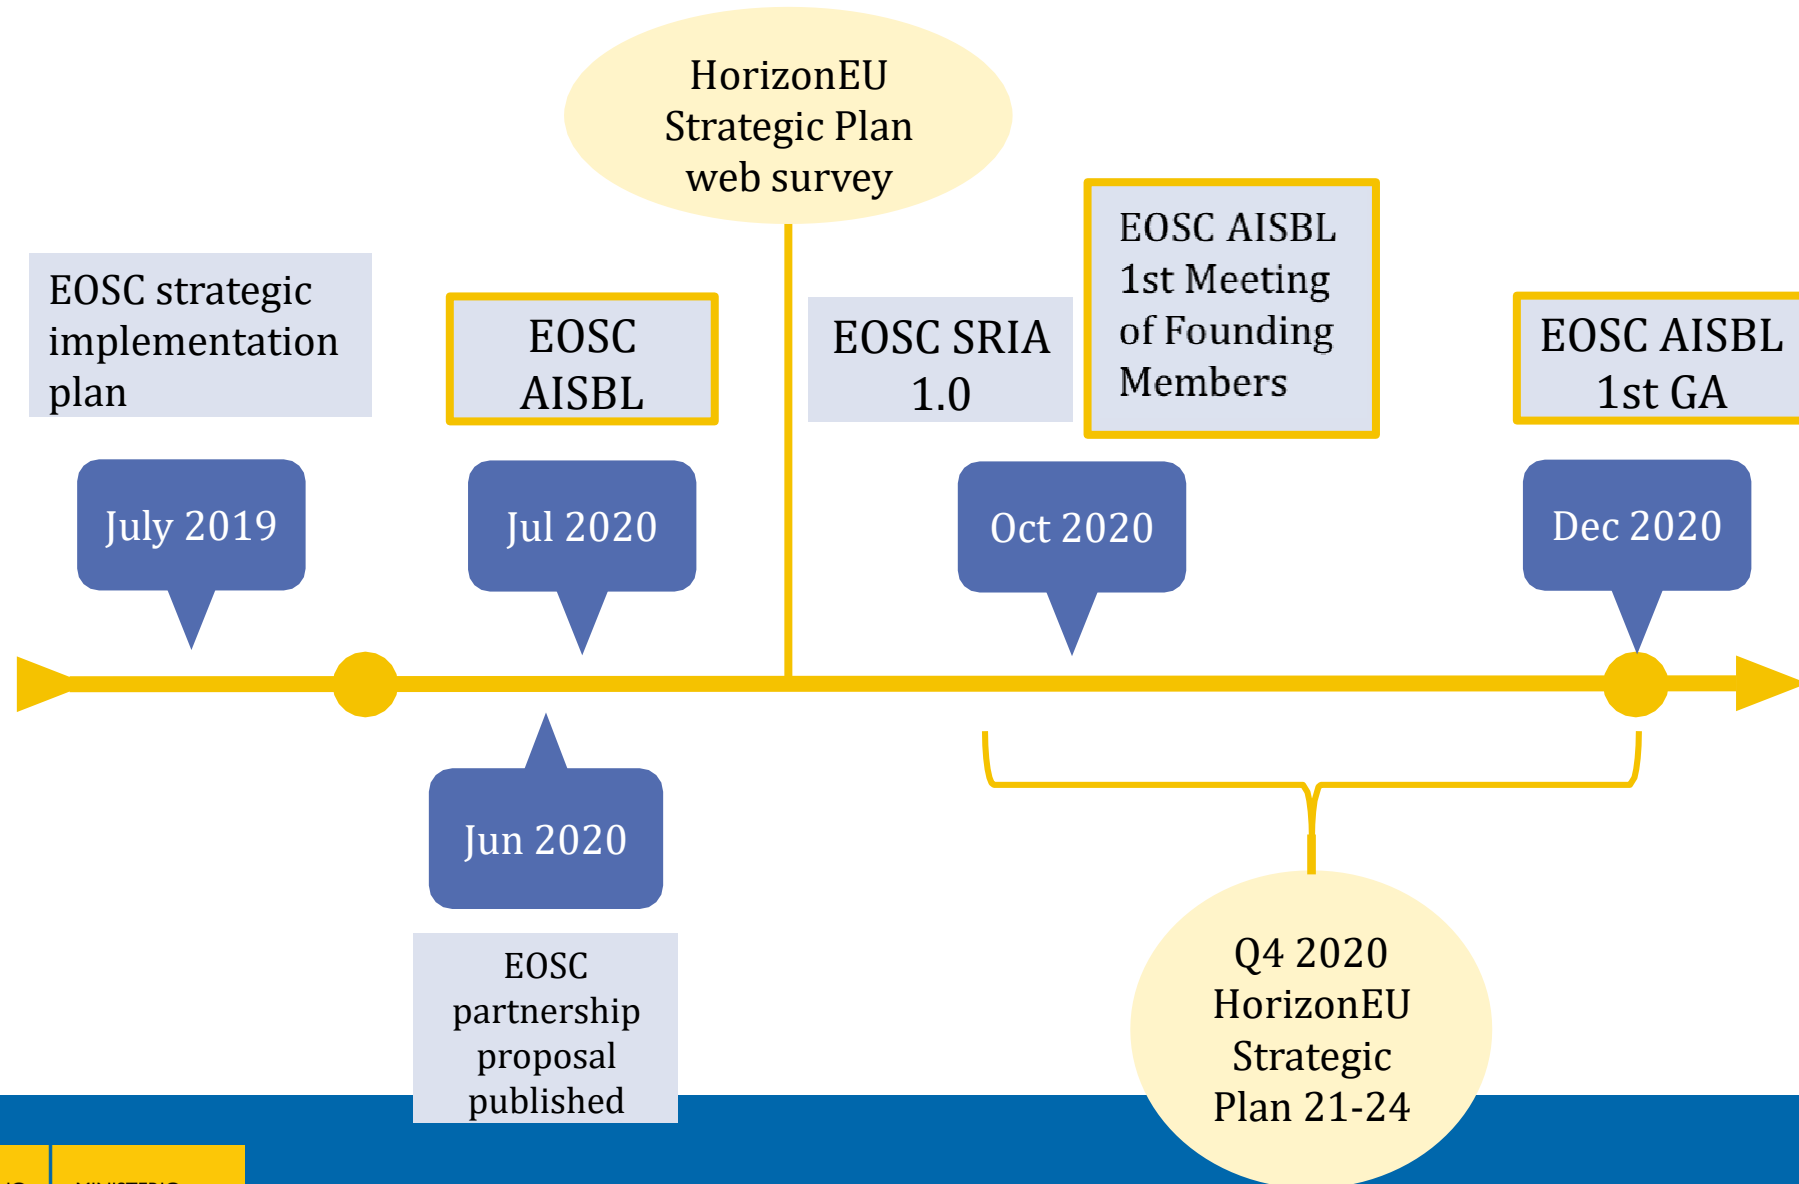 HorizonEU
Strategic Plan
web survey
EOSC strategic
implementation
plan
EOSC
AISBL
EOSC SRIA
1.0
EOSC AISBL
1st Meeting
of Founding
Members
EOSC AISBL
1st GA
July 2019
Jul 2020
Oct 2020
Dec 2020
Jun 2020
EOSC
partnership
proposal
published
Q4 2020
HorizonEU
Strategic
Plan 21-24